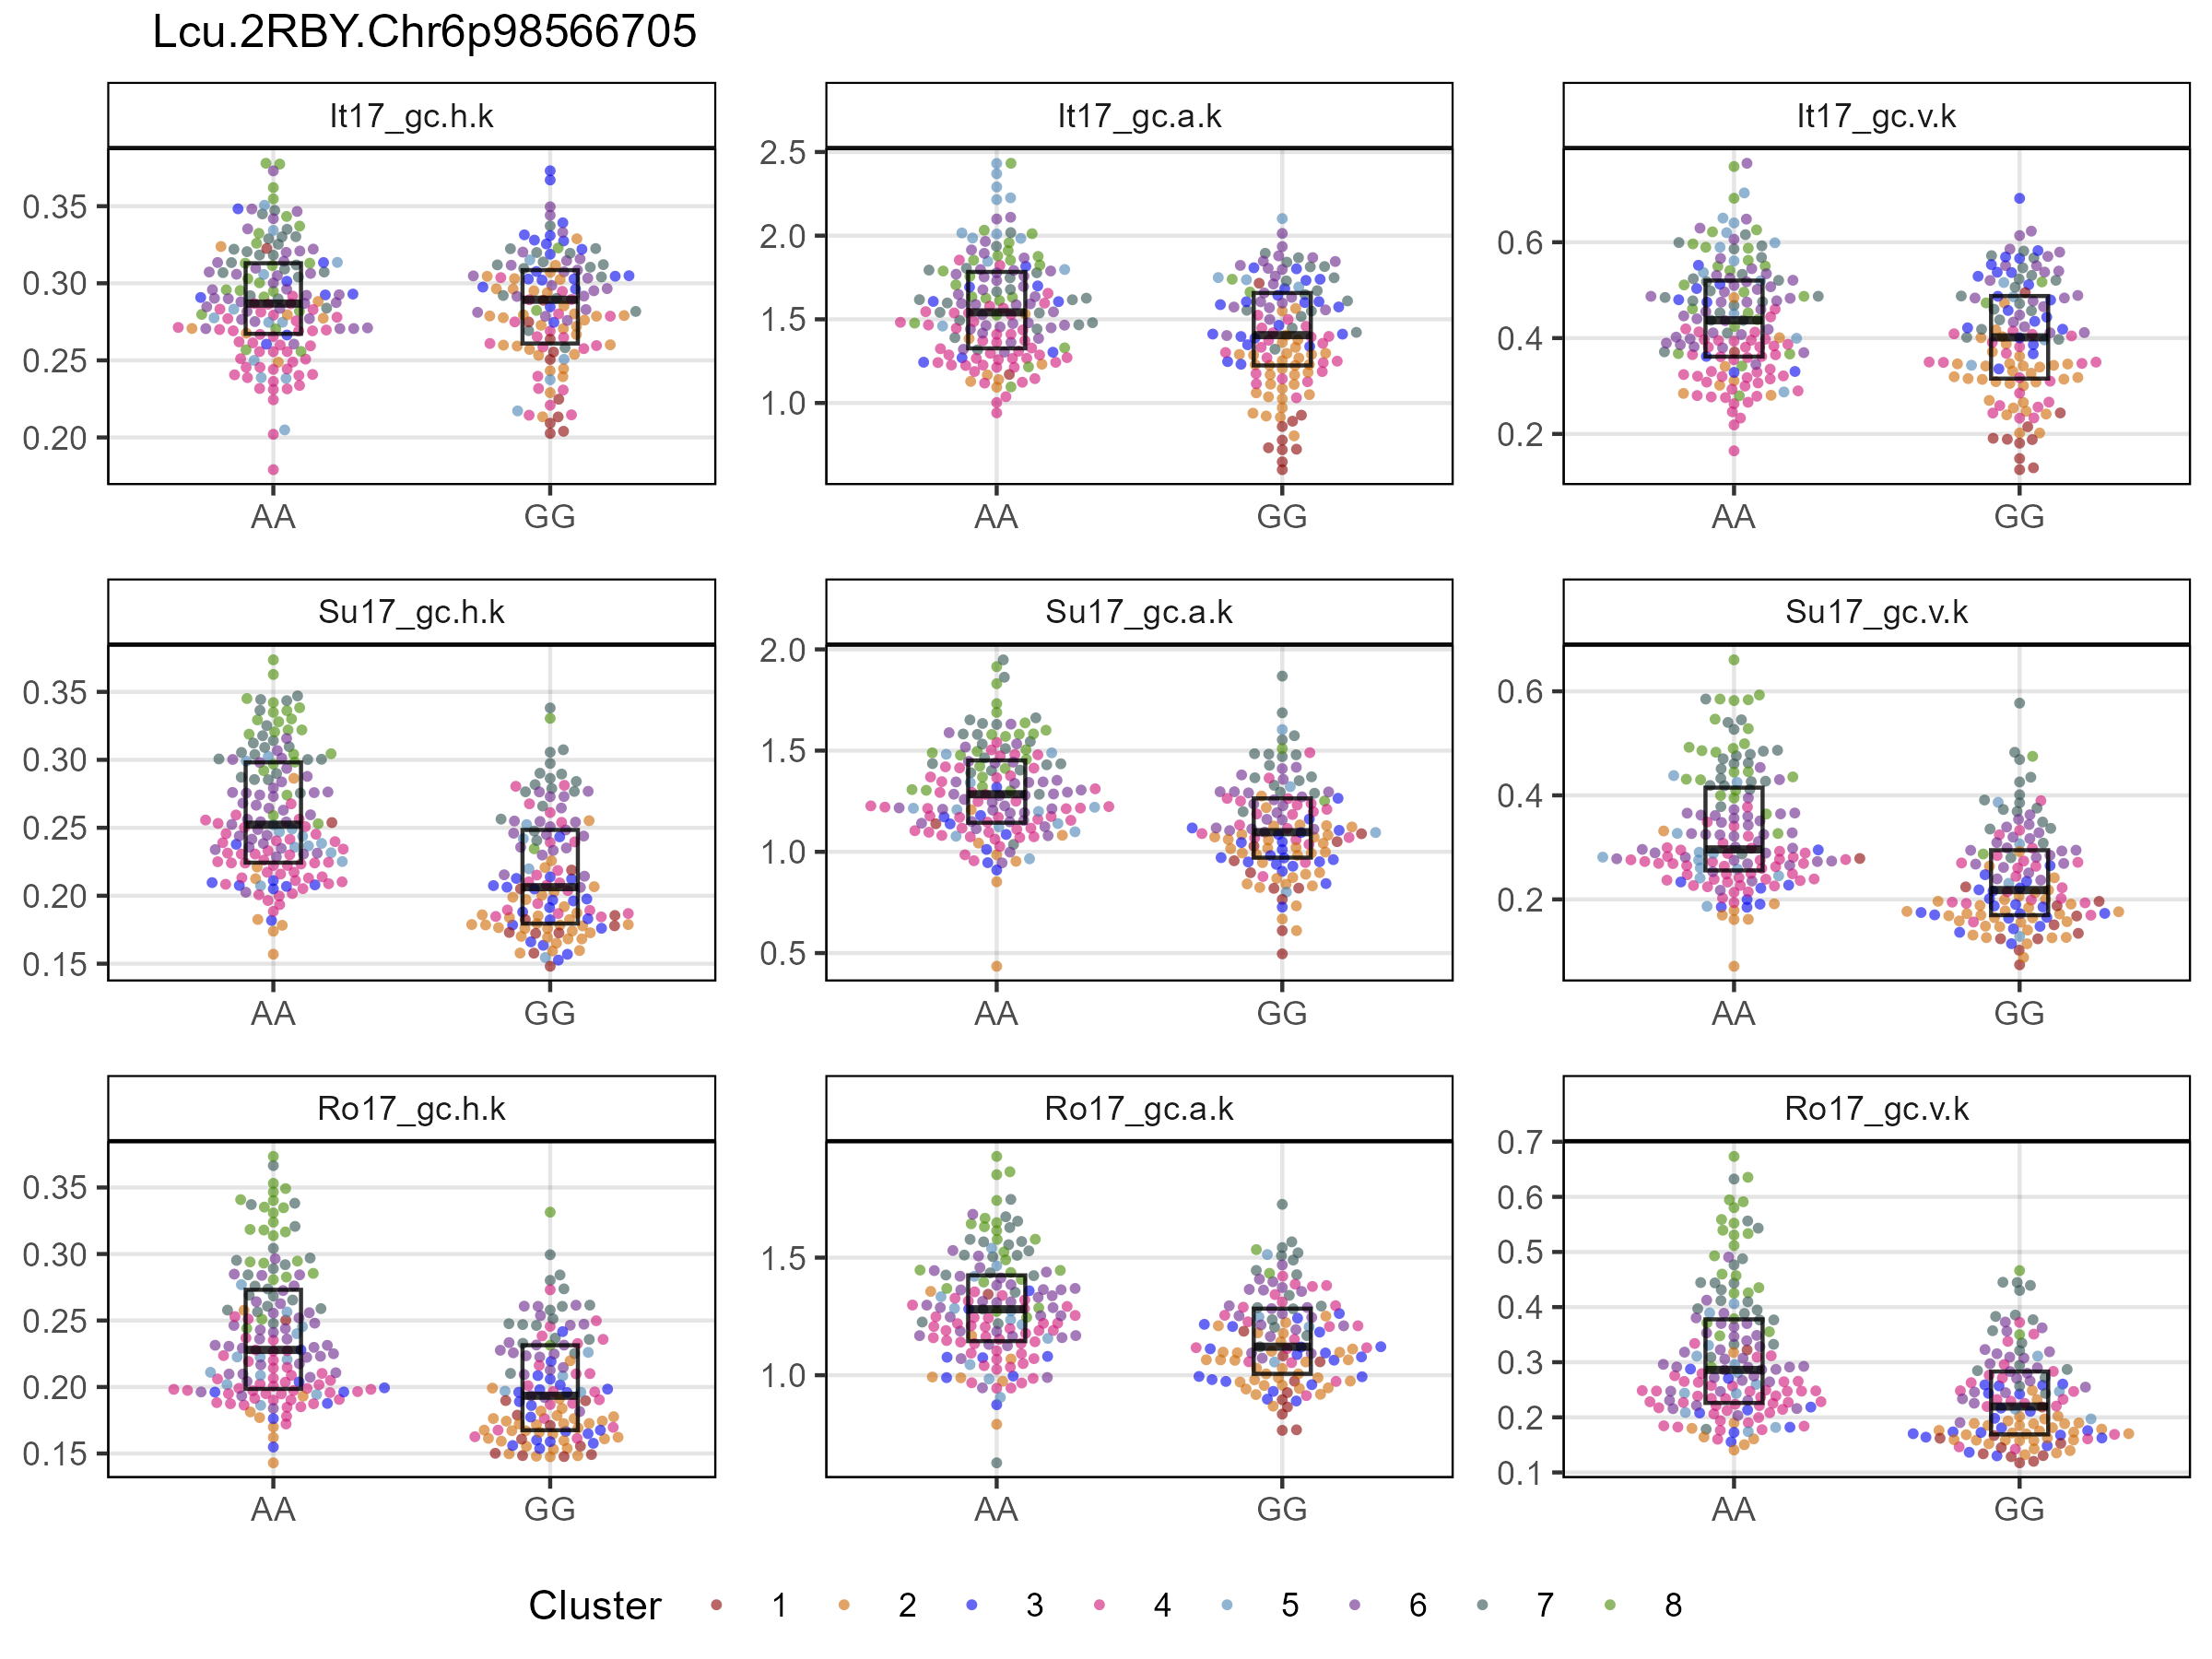 Lcu.2RBY.Chr6p98566705
It17_gc.h.k
It17_gc.a.k
It17_gc.v.k
0.35
0.30
0.25
0.20
AA GG
2.5
2.0
1.5
1.0
AA GG
0.6
0.4
0.2
AA GG
Su17_gc.h.k
Su17_gc.a.k
Su17_gc.v.k
0.35
0.30
0.25
0.20
0.15
AA GG
2.0
1.5
1.0
0.5
AA GG
0.6
0.4
0.2
AA GG
Ro17_gc.h.k
Ro17_gc.a.k
Ro17_gc.v.k
0.35
0.30
0.25
0.20
0.15
AA GG
1.5
1.0
AA GG
0.7
0.6
0.5
0.4
0.3
0.2
0.1
AA GG
Cluster 1 2 3 4 5 6 7 8